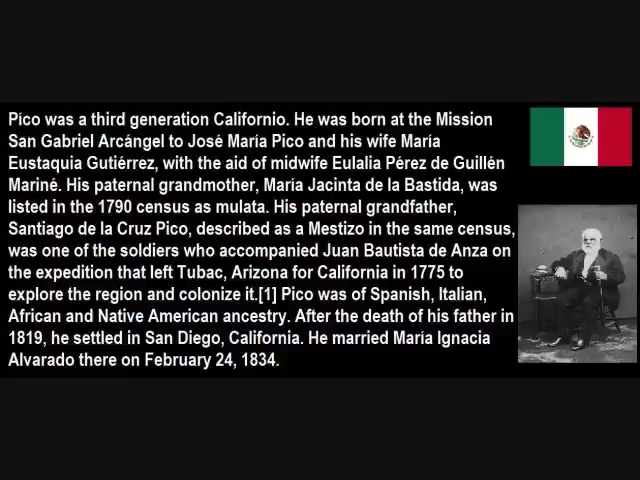 Píco was a third generation Californio. He was born at the Mission
San Gabriel Arcángel to José María Pico and his wife María
Eustaquia Gutiérrez, with the aid of midwife Eulalia Pérez de Guillén
Mariné. His paternal grandmother, María Jacinta de la Bastida, was
listed in the 1790 census as mulata. His paternal grandfather,
Santiago de la Cruz Pico, described as a Mestizo in the same census,
was one of the soldiers who accompanied Juan Bautista de Anza on
the expedition that left Tubac, Arizona for California in 1775 to
explore the region and colonize it.[1] Pico was of Spanish, Italian,
African and Native American ancestry. After the death of his father in
1819, he settled in San Diego, California. He married María Ignacia
Alvarado there on February 24, 1834.